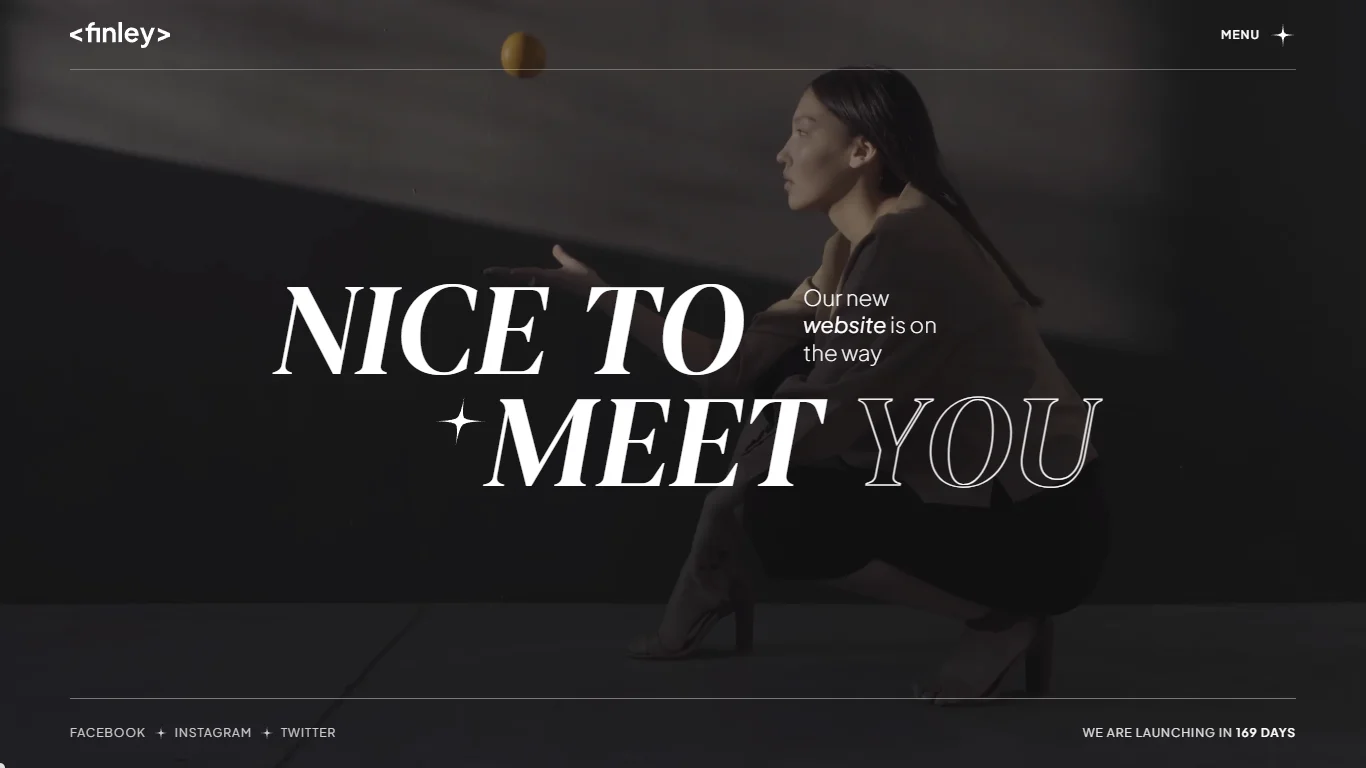 <finley>
MENU
NICE TO
Our new
website is on
the way
MEET YOU
FACEBOOK INSTAGRAM TWITTER
WE ARE LAUNCHING IN 169 DAYS